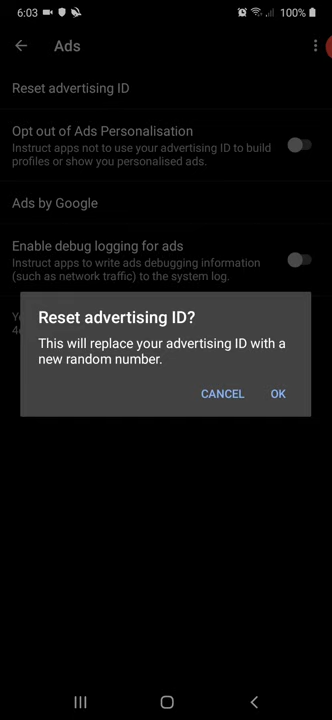 6:03
100%
Ads
Reset advertising ID
Opt out of Ads Personalisation
Instruct apps not to use your advertising ID to build
profiles or show you personalised ads.
Ads by Google
Enable debug logging for ads
Instruct apps to write ads debugging information
(such as network traffic) to the system log.
Reset advertising ID?
This will replace your advertising ID with a
new random number.
CANCEL
OK